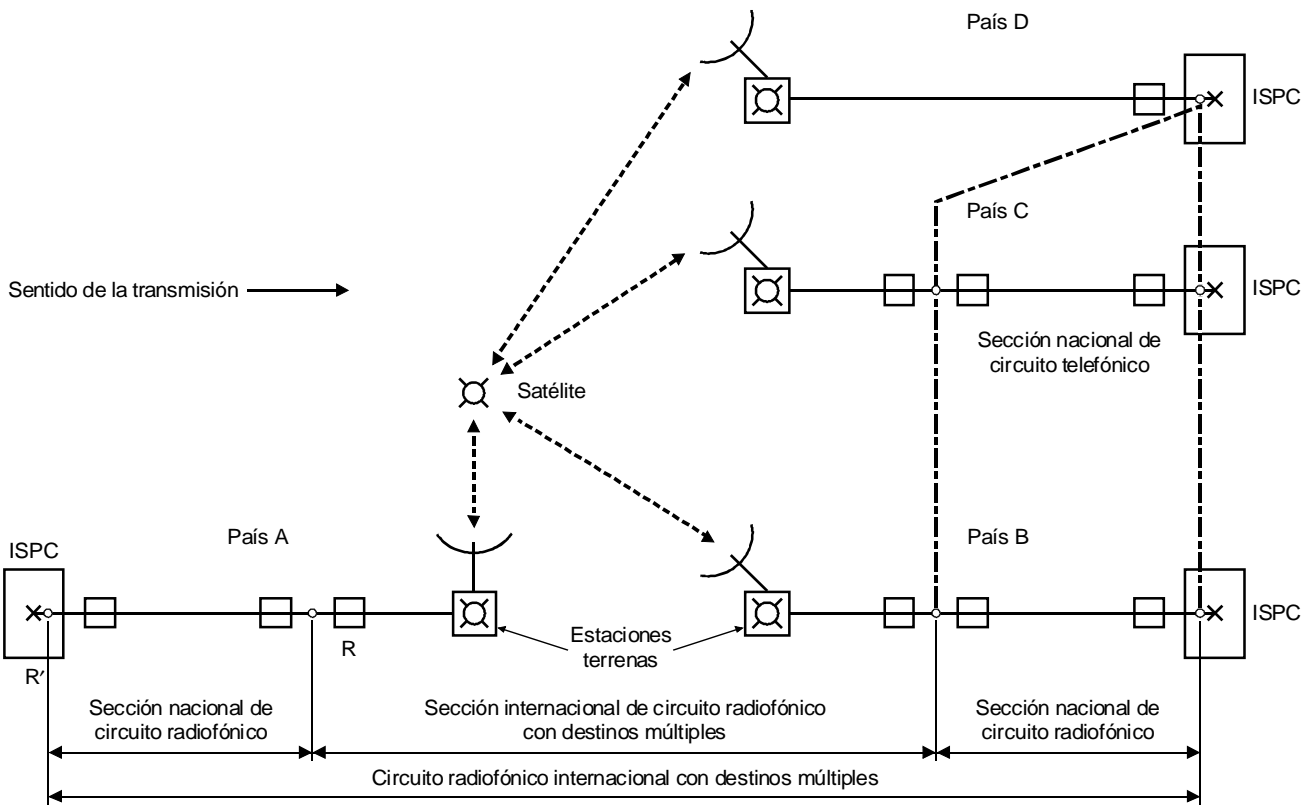 País D
ISPC
País C
Sentido de la transmisión
ISPC
Sección nacional de
circuito telefónico
Satélite
País A
País B
ISPC
ISPC
R
Estaciones
terrenas
R′
Sección nacional de
circuito radiofónico
Sección internacional de circuito radiofónico
con destinos múltiples
Sección nacional de
circuito radiofónico
Circuito radiofónico internacional con destinos múltiples